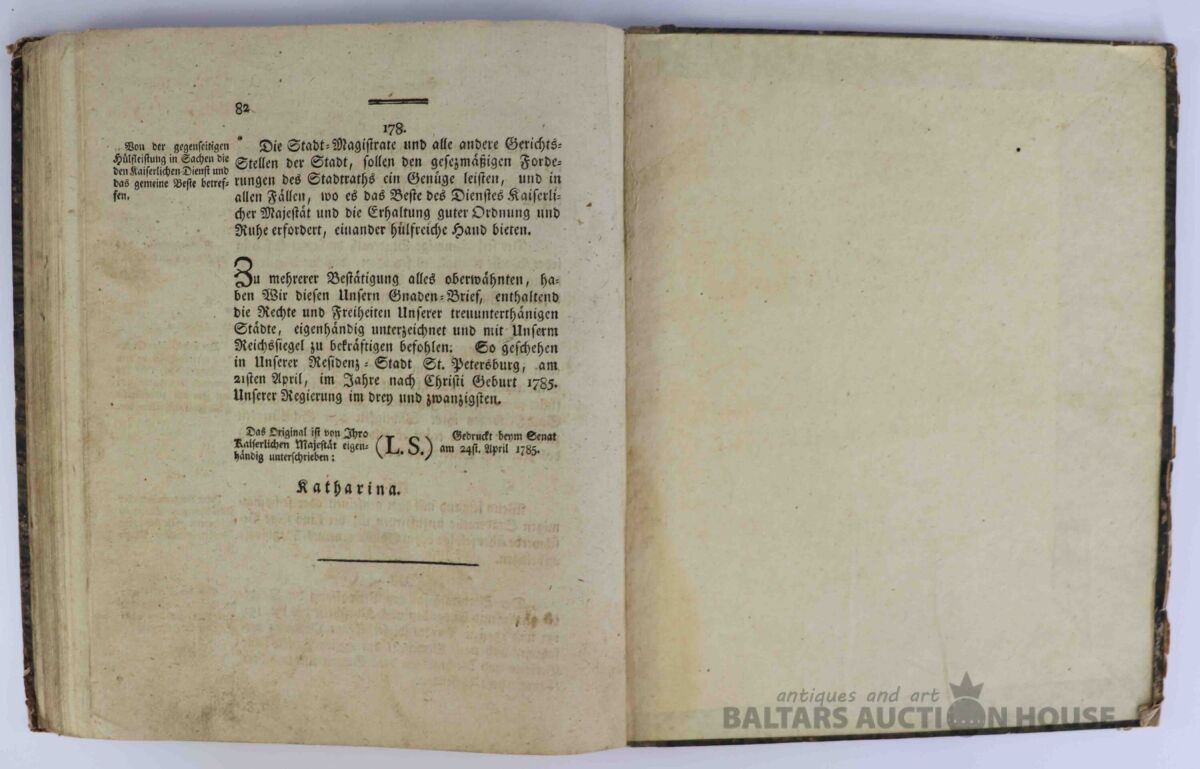 82
178.
Von der gegenseitigen
Hülfleistung in Sachen die
den Kaiserlichen Dienst und
das gemeine Beste betref-
fen.
Die Stadt-Magistrate und alle andere Gerichts-
Stellen der Stadt, sollen den gesezmäßigen Forde-
rungen des Stadtraths ein Genüge leisten, und in
allen Fällen, wo es das Beste des Dienstes Kaiserli-
cher Majestät und die Erhaltung guter Ordnung und
Ruhe erfordert, einander hülfreiche Hand bieten.
Zu mehrerer Bestätigung alles oberwähnten, ha-
ben Wir diesen Unsern Gnaden-Brief, enthaltend
die Rechte und Freiheiten Unserer treuunterthänigen
Städte, eigenhändig unterzeichnet und mit Unserm
Reichssiegel zu bekräftigen befohlen. So geschehen
in Unserer Residenz-Stadt St. Petersburg, am
21sten April, im Jahre nach Christi Geburt 1785.
Unserer Regierung im drey und zwanzigsten.
Das Original ist von Ihro
Kaiserlichen Majestät eigen-
händig unterschrieben:
(L.S.)
Gedruckt beym Senat
am 24st. April 1785.
Katharina.
antiques and art
BALTARS AUCTION HOUSE